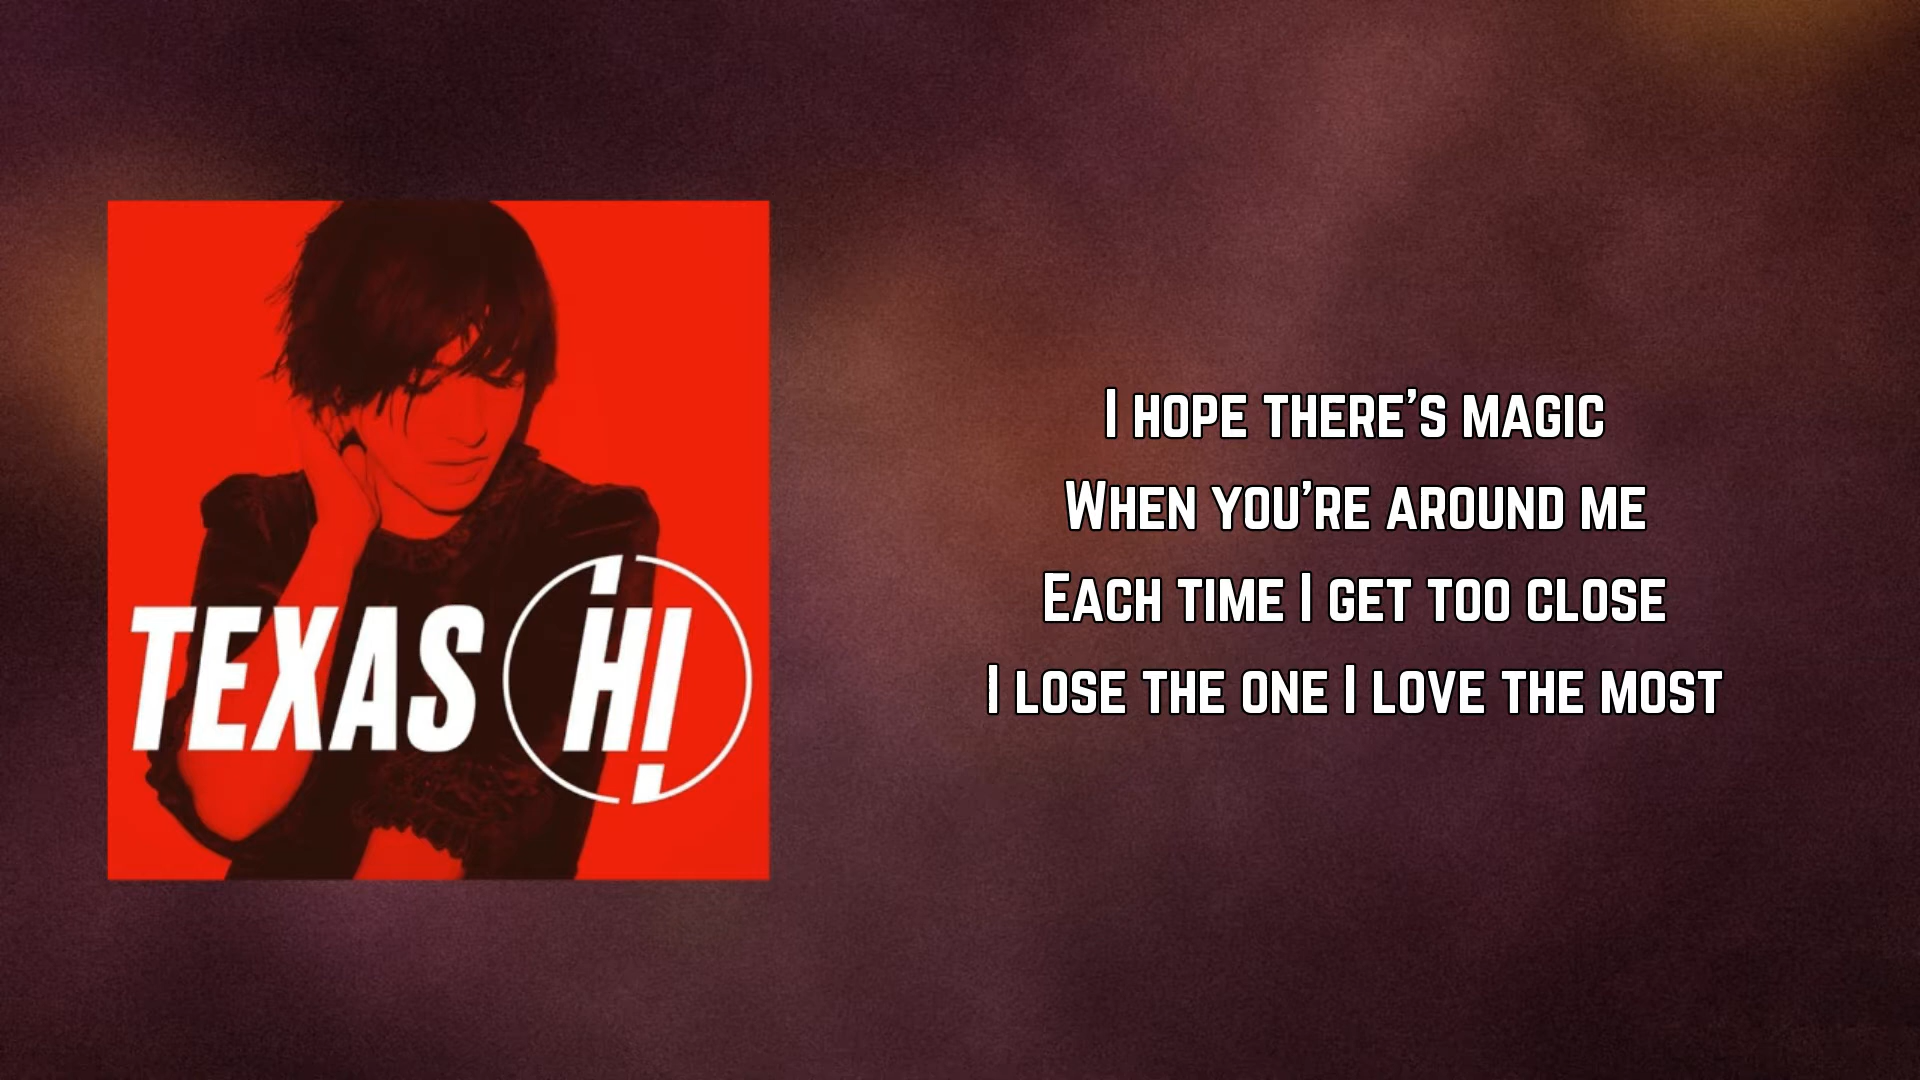 TEXAS HI
I hope there's magic
When you're around me
Each time I get too close
I lose the one I love the most